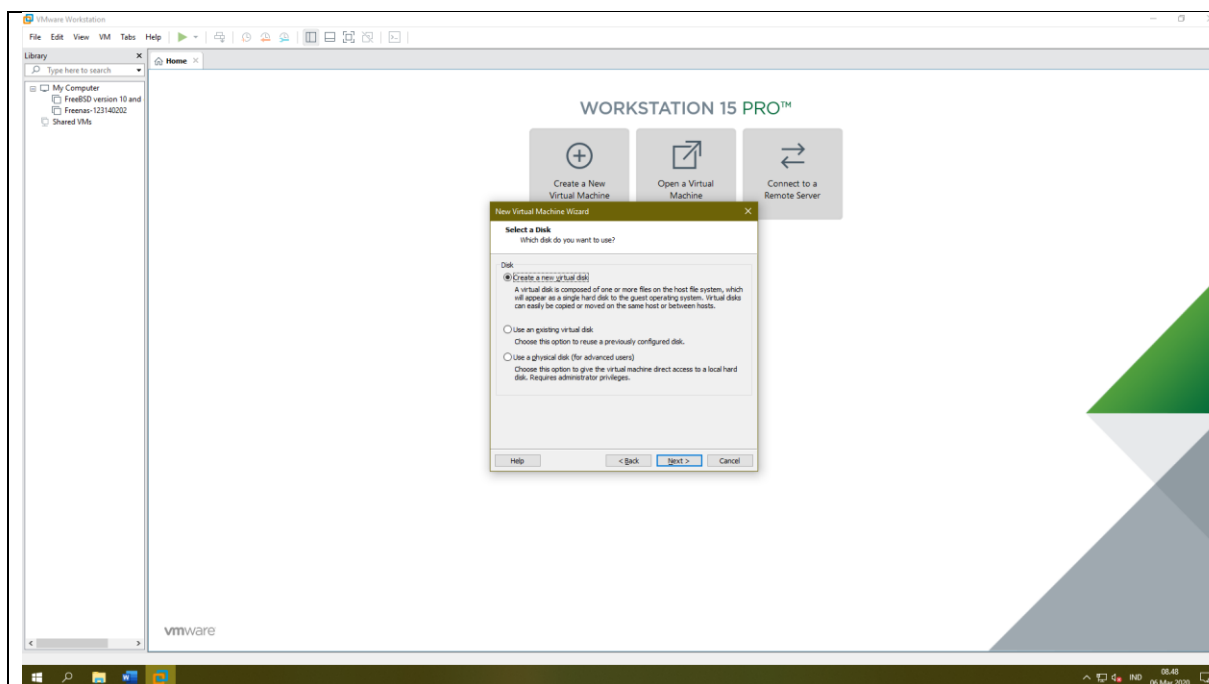 VMware Workstation
File Edit View VM Tabs Help
Library
Type here to search
Home
My Computer
FreeBSD version 10 and
Freenas-123140202
Shared VMs
WORKSTATION 15 PRO™
Create a New
Virtual Machine
Open a Virtual
Machine
Connect to a
Remote Server
New Virtual Machine Wizard
Select a Disk
Which disk do you want to use?
Disk
Create a new virtual disk
A virtual disk is composed of one or more files on the host file system, which
will appear as a single hard disk to the guest operating system. Virtual disks
can easily be copied or moved on the same host or between hosts.
Use an existing virtual disk
Choose this option to reuse a previously configured disk.
Use a physical disk (for advanced users)
Choose this option to give the virtual machine direct access to a local hard
disk. Requires administrator privileges.
Help
< Back
Next >
Cancel
vmware
IND
08.48
06 Mar 2020